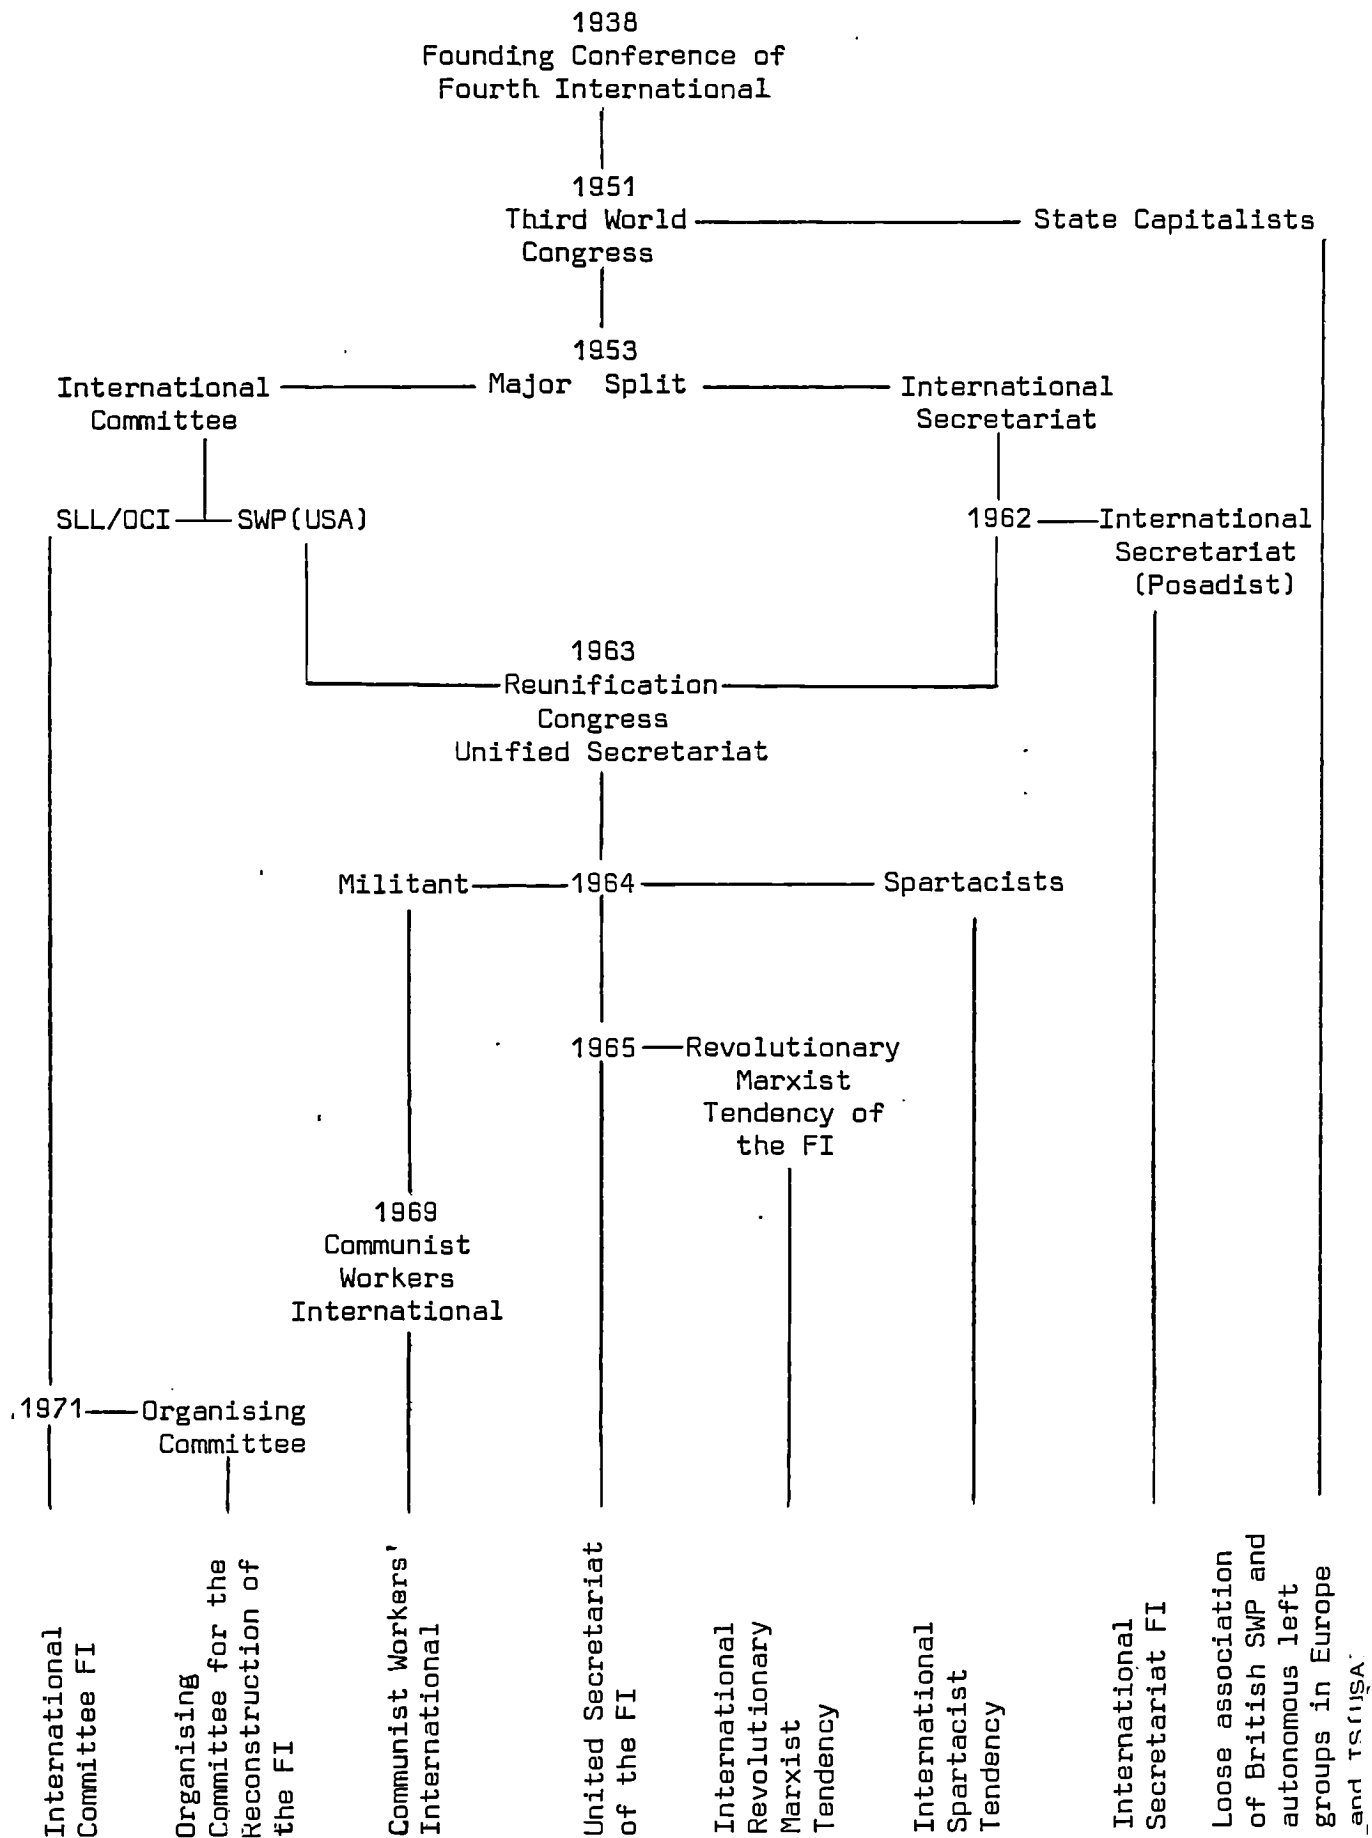 1938
Founding Conference of
Fourth International
1951
Third World
Congress
State Capitalists
1953
Major Split
International
Committee
International
Secretariat
SLL/OCI
SWP(USA)
1962
International
Secretariat
(Posadist)
1963
Reunification
Congress
Unified Secretariat
Militant
1964
Spartacists
1965
Revolutionary
Marxist
Tendency of
the FI
1969
Communist
Workers
International
1971
Organising
Committee
International
Committee FI
Organising
Committee for the
Reconstruction of
the FI
Communist Workers'
International
United Secretariat
of the FI
International
Revolutionary
Marxist
Tendency
International
Spartacist
Tendency
International
Secretariat FI
Loose association
of British SWP and
autonomous left
groups in Europe
and